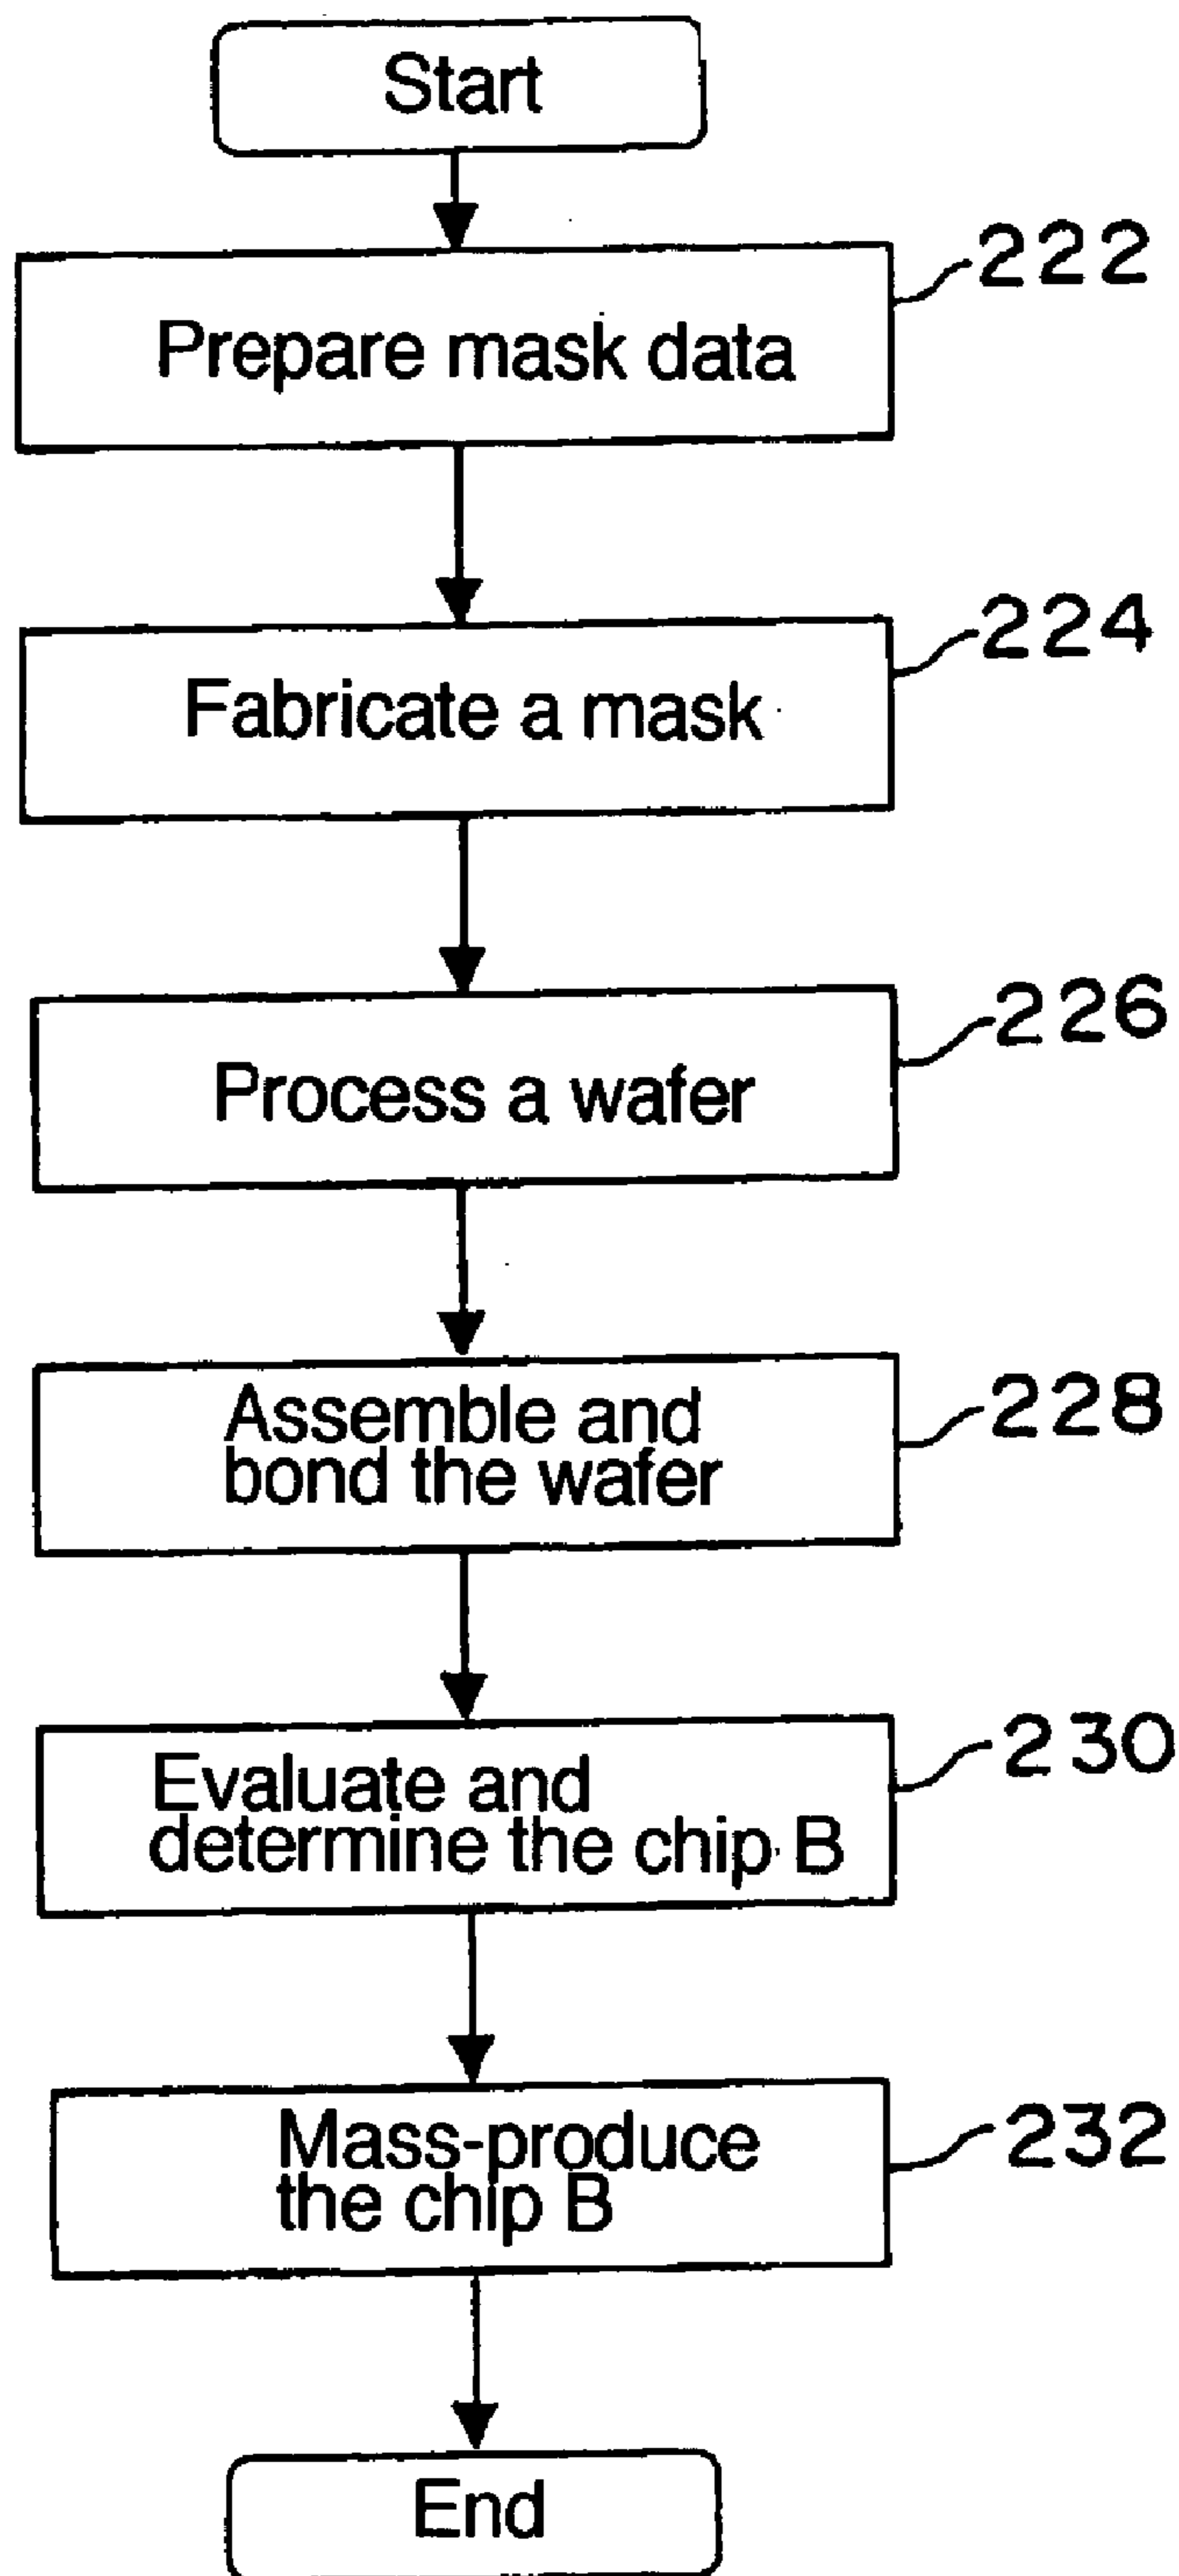 Start
222
Prepare mask data
224
Fabricate a mask
226
Process a wafer
228
Assemble and
bond the wafer
230
Evaluate and
determine the chip B
232
Mass-produce
the chip B
End